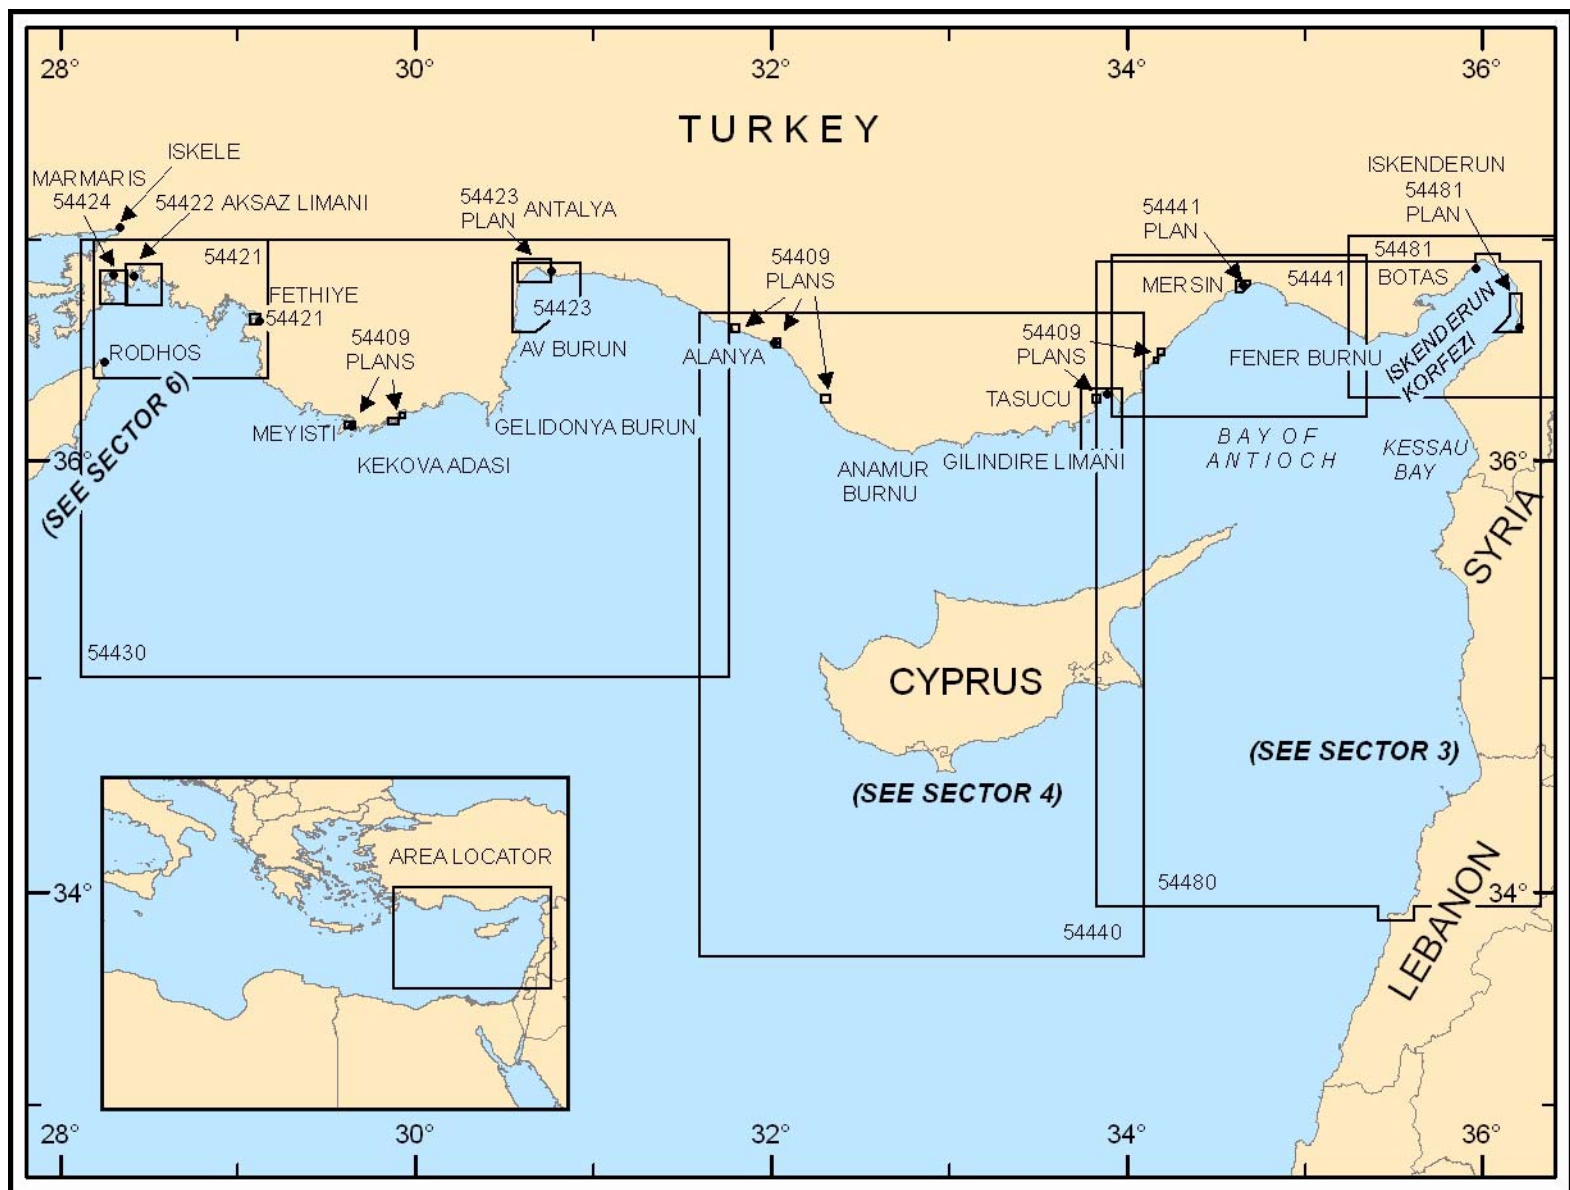 28°
30°
32°
34°
36°
TURKEY
ISKELE
MARMARIS
54424
54422 AKSAZ LIMANI
54421
FETHIYE
54421
RODHOS
(SEE SECTOR 6)
54409
PLANS
MEYISTI
KEKOVA ADASI
54423
PLAN
ANTALYA
54423
AV BURUN
GELIDONYA BURUN
54409
PLANS
ALANYA
ANAMUR
BURNU
GILINDIRE LIMANI
54409
PLANS
TASUCU
54441
PLAN
MERSIN
54441
FENER BURNU
ISKENDERUN
54481
PLAN
54481
BOTAS
ISKENDERUN
KORFEZI
BAY OF
ANTIOCH
KESSAU
BAY
36°
36°
SYRIA
54430
CYPRUS
(SEE SECTOR 3)
(SEE SECTOR 4)
AREA LOCATOR
34°
54480
34°
54440
LEBANON
28°
30°
32°
34°
36°